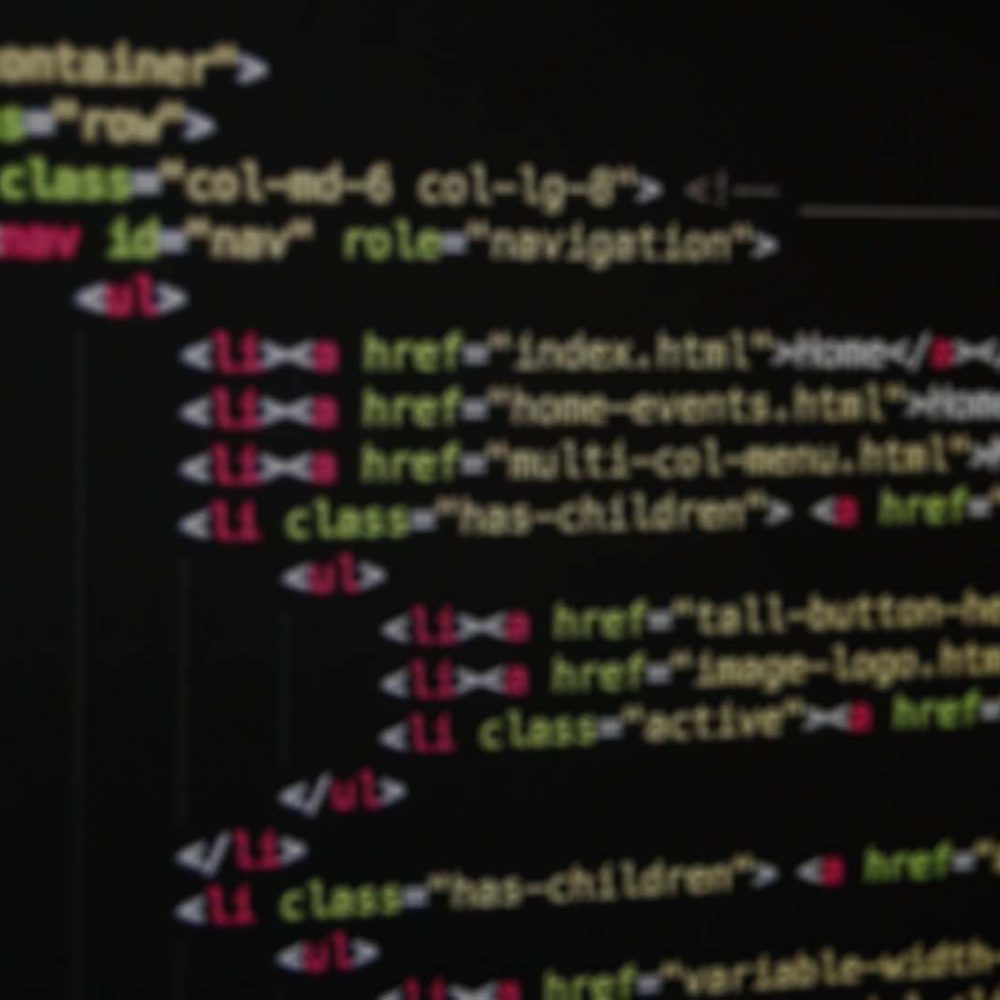 ontainer">
s="row">
class="col-md-6 col-lg-8"> <!--
nav id="nav" role="navigation">
<ul>
<li><a href="index.html">Home</a><
<li><a href="home-events.html">Hom
<li><a href="multi-col-menu.html">
<li class="has-children"> <a href="
<ul>
<li><a href="tall-button-he
<li><a href="image-logo.htm
<li class="active"><a href=
</ul>
</li>
<li class="has-children"> <a href="
<ul>
<li><a href="variable-width-